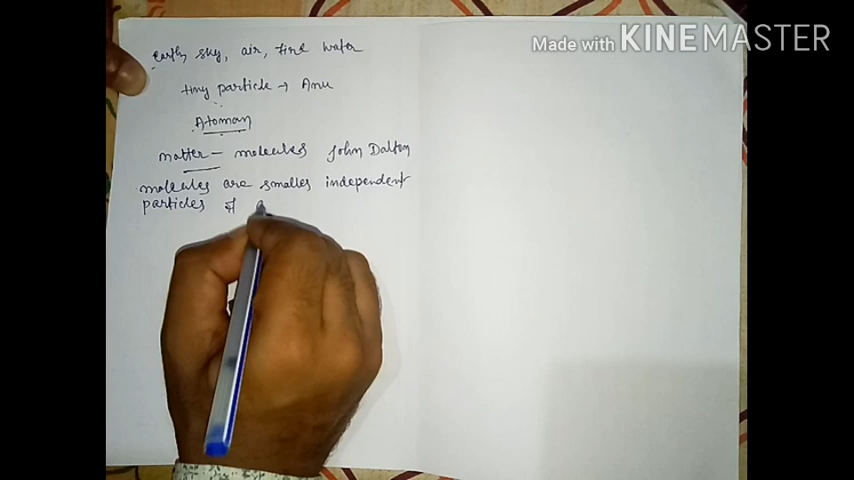 Made with KINEMASTER
earth sky, air, fire water
tiny particle → Anu
Atoman
matter - molecules John Dalton
molecules are smalles independent
particles of